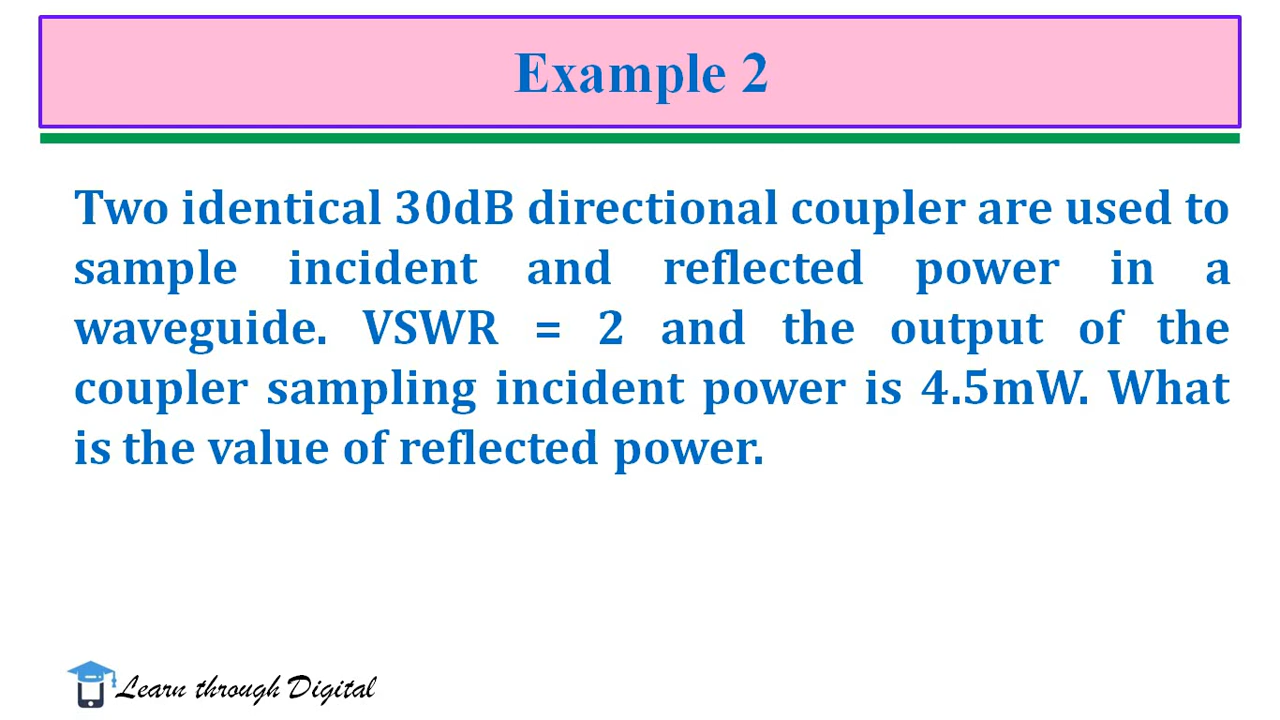 Example 2
Two identical 30dB directional coupler are used to
sample incident and reflected power in a
waveguide. VSWR = 2 and the output of the
coupler sampling incident power is 4.5mW. What
is the value of reflected power.
Learn through Digital